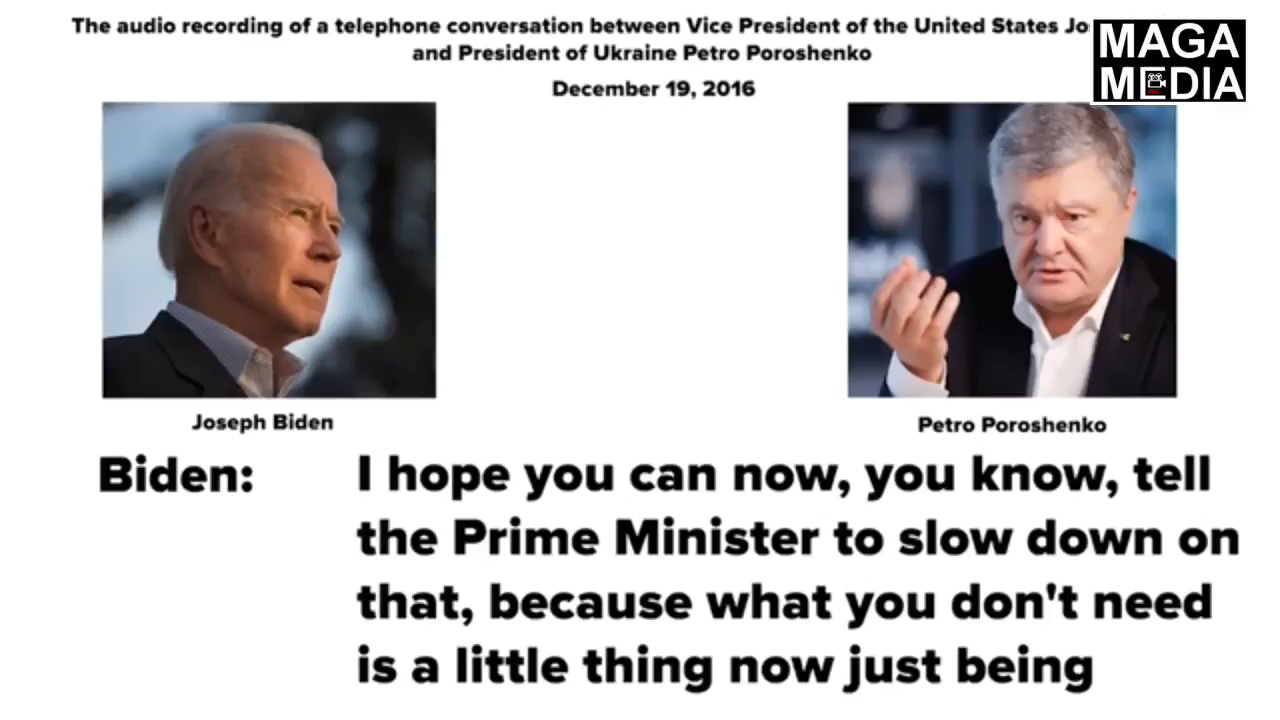 The audio recording of a telephone conversation between Vice President of the United States
and President of Ukraine Petro Poroshenko
December 19, 2016
MAGA
MEDIA
Joseph Biden
Petro Poroshenko
Biden: I hope you can now, you know, tell
the Prime Minister to slow down on
that, because what you don't need
is a little thing now just being